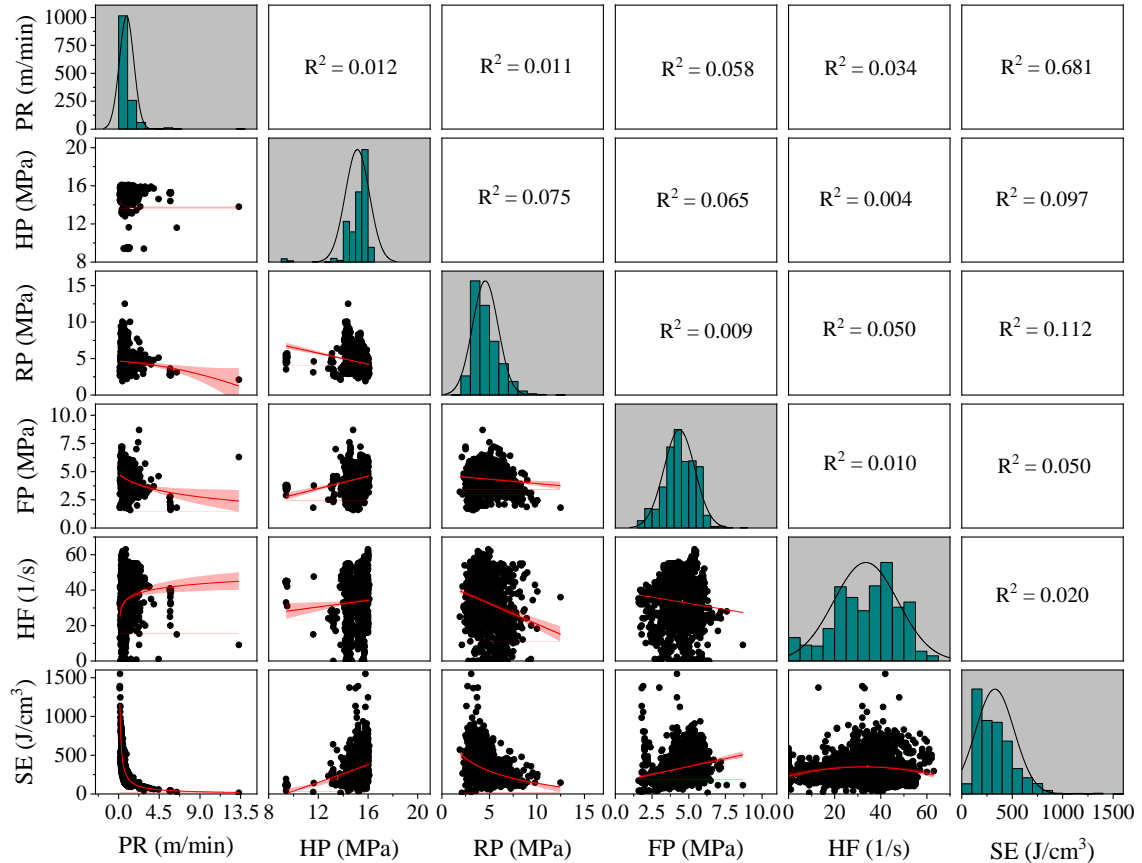 PR (m/min)
1000
750
500
250
0
R² = 0.012
R² = 0.011
R² = 0.058
R² = 0.034
R² = 0.681
HP (MPa)
20
16
12
8
R² = 0.075
R² = 0.065
R² = 0.004
R² = 0.097
RP (MPa)
15
10
5
0
R² = 0.009
R² = 0.050
R² = 0.112
FP (MPa)
10.0
7.5
5.0
2.5
0.0
R² = 0.010
R² = 0.050
HF (1/s)
60
40
20
0
R² = 0.020
SE (J/cm³)
1500
1000
500
0
0.0 4.5 9.0 13.5
8 12 16 20
0 5 10 15
0.0 2.5 5.0 7.5 10.0
0 20 40 60
0 500 1000 1500
PR (m/min)
HP (MPa)
RP (MPa)
FP (MPa)
HF (1/s)
SE (J/cm³)